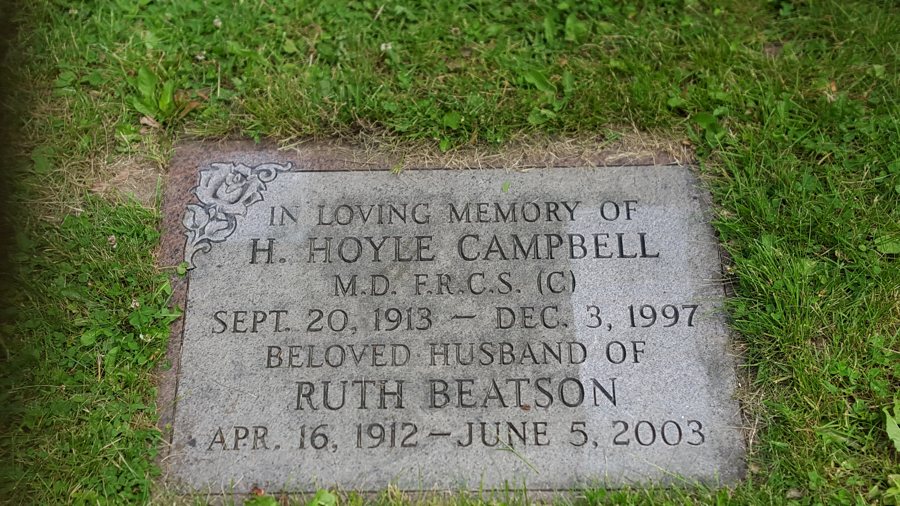 IN LOVING MEMORY OF
H. HOYLE CAMPBELL
M.D. F.R.C.S. (C)
SEPT. 20, 1913 – DEC. 3, 1997
BELOVED HUSBAND OF
RUTH BEATSON
APR. 16, 1912 – JUNE 5, 2003